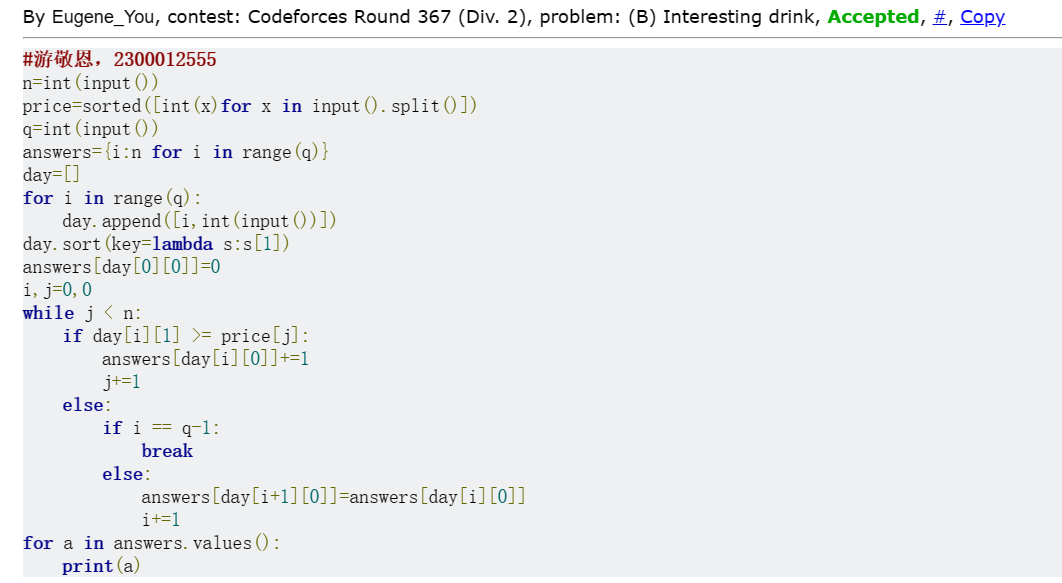 By Eugene_You, contest: Codeforces Round 367 (Div. 2), problem: (B) Interesting drink, Accepted, #, Copy
#游敬恩，2300012555
n=int(input())
price=sorted([int(x)for x in input().split()])
q=int(input())
answers={i:n for i in range(q)}
day=[]
for i in range(q):
    day.append([i,int(input())])
day.sort(key=lambda s:s[1])
answers[day[0][0]]=0
i,j=0,0
while j < n:
    if day[i][1] >= price[j]:
        answers[day[i][0]]+=1
        j+=1
    else:
        if i == q-1:
            break
        else:
            answers[day[i+1][0]]=answers[day[i][0]]
            i+=1
for a in answers.values():
    print(a)